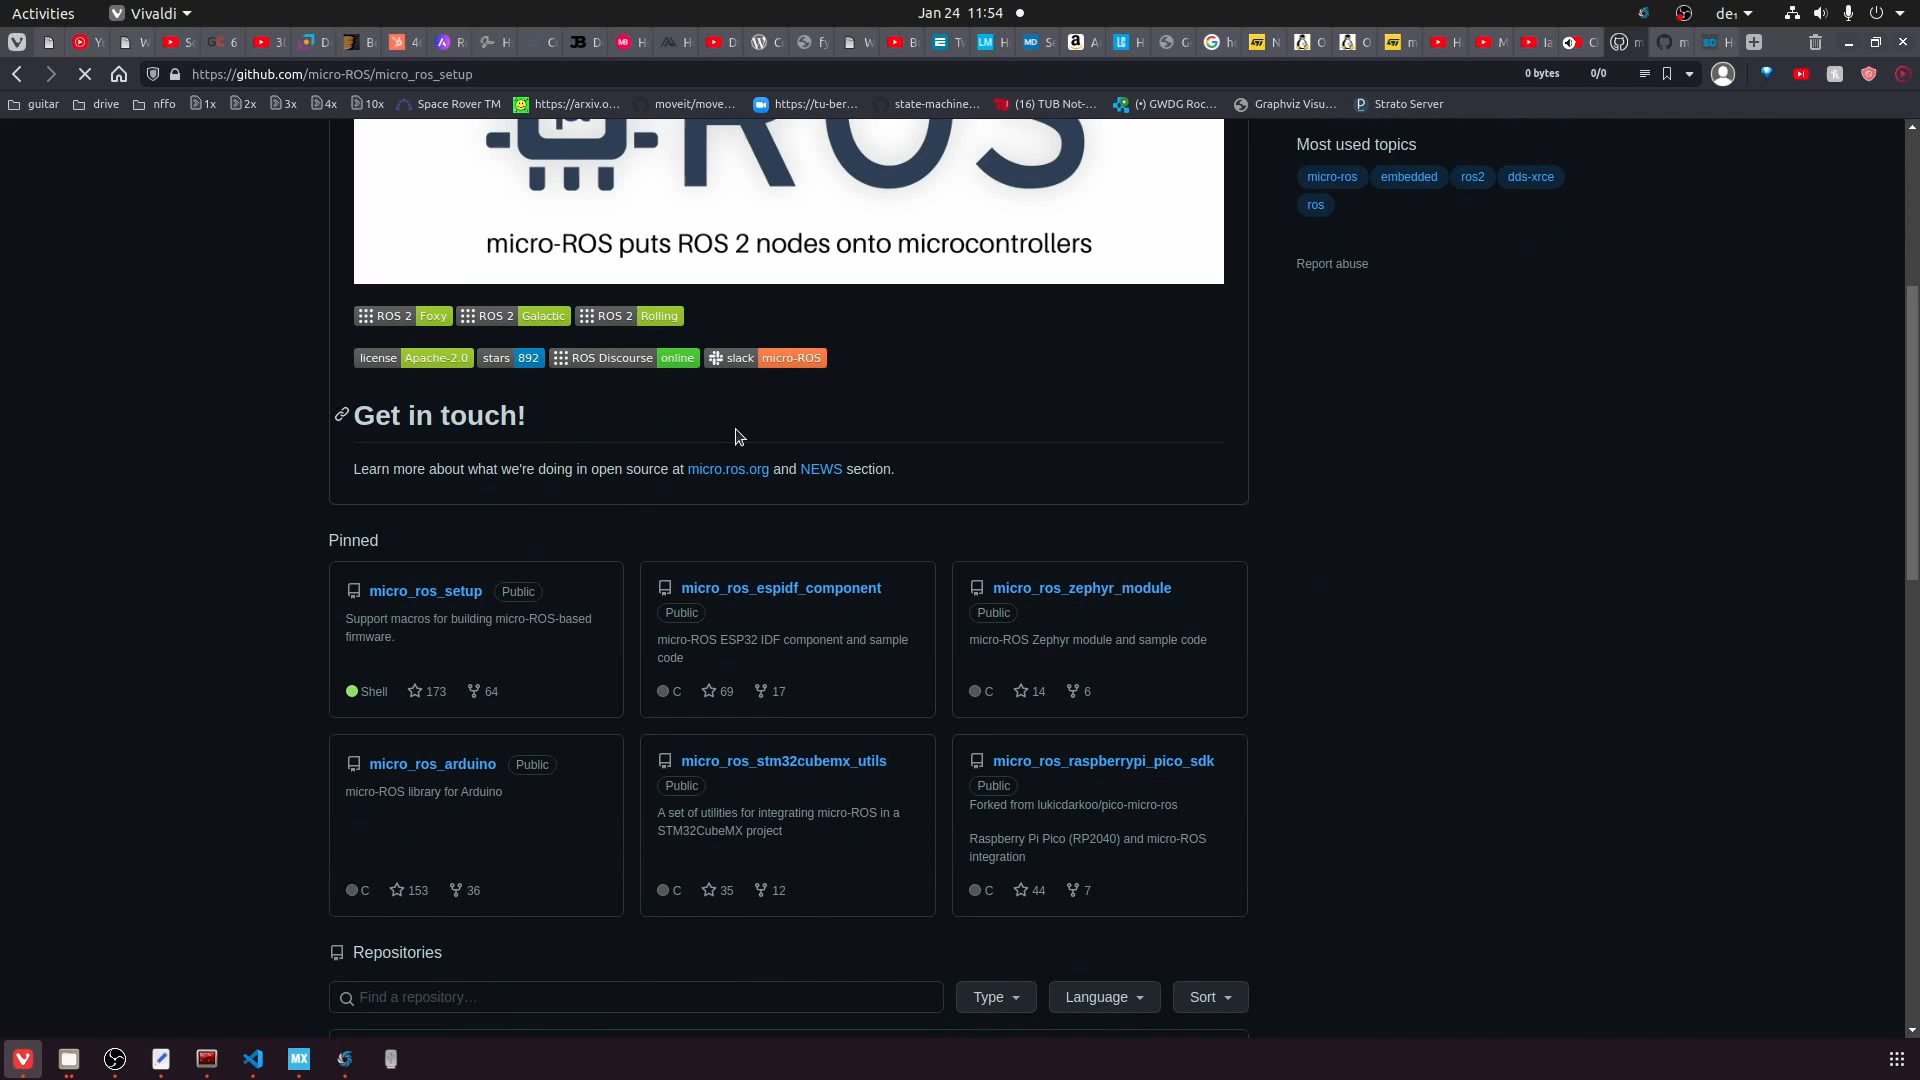 Activities
Vivaldi
Jan 24 11:54
de₁
https://github.com/micro-ROS/micro_ros_setup
0 bytes
0/0
guitar
drive
nffo
1x
2x
3x
4x
10x
Space Rover TM
https://arxiv.o...
moveit/move...
https://tu-ber...
state-machine...
(16) TUB Not-...
(•) GWDG Roc...
Graphviz Visu...
Strato Server
ROS
micro-ROS puts ROS 2 nodes onto microcontrollers
Most used topics
micro-ros
embedded
ros2
dds-xrce
ros
Report abuse
ROS 2 Foxy
ROS 2 Galactic
ROS 2 Rolling
license Apache-2.0
stars 892
ROS Discourse online
slack micro-ROS
Get in touch!
Learn more about what we're doing in open source at micro.ros.org and NEWS section.
Pinned
micro_ros_setup Public
Support macros for building micro-ROS-based
firmware.
Shell 173 64
micro_ros_espidf_component
Public
micro-ROS ESP32 IDF component and sample
code
C 69 17
micro_ros_zephyr_module
Public
micro-ROS Zephyr module and sample code
C 14 6
micro_ros_arduino Public
micro-ROS library for Arduino
C 153 36
micro_ros_stm32cubemx_utils
Public
A set of utilities for integrating micro-ROS in a
STM32CubeMX project
C 35 12
micro_ros_raspberrypi_pico_sdk
Public
Forked from lukicdarkoo/pico-micro-ros
Raspberry Pi Pico (RP2040) and micro-ROS
integration
C 44 7
Repositories
Find a repository…
Type
Language
Sort
MX